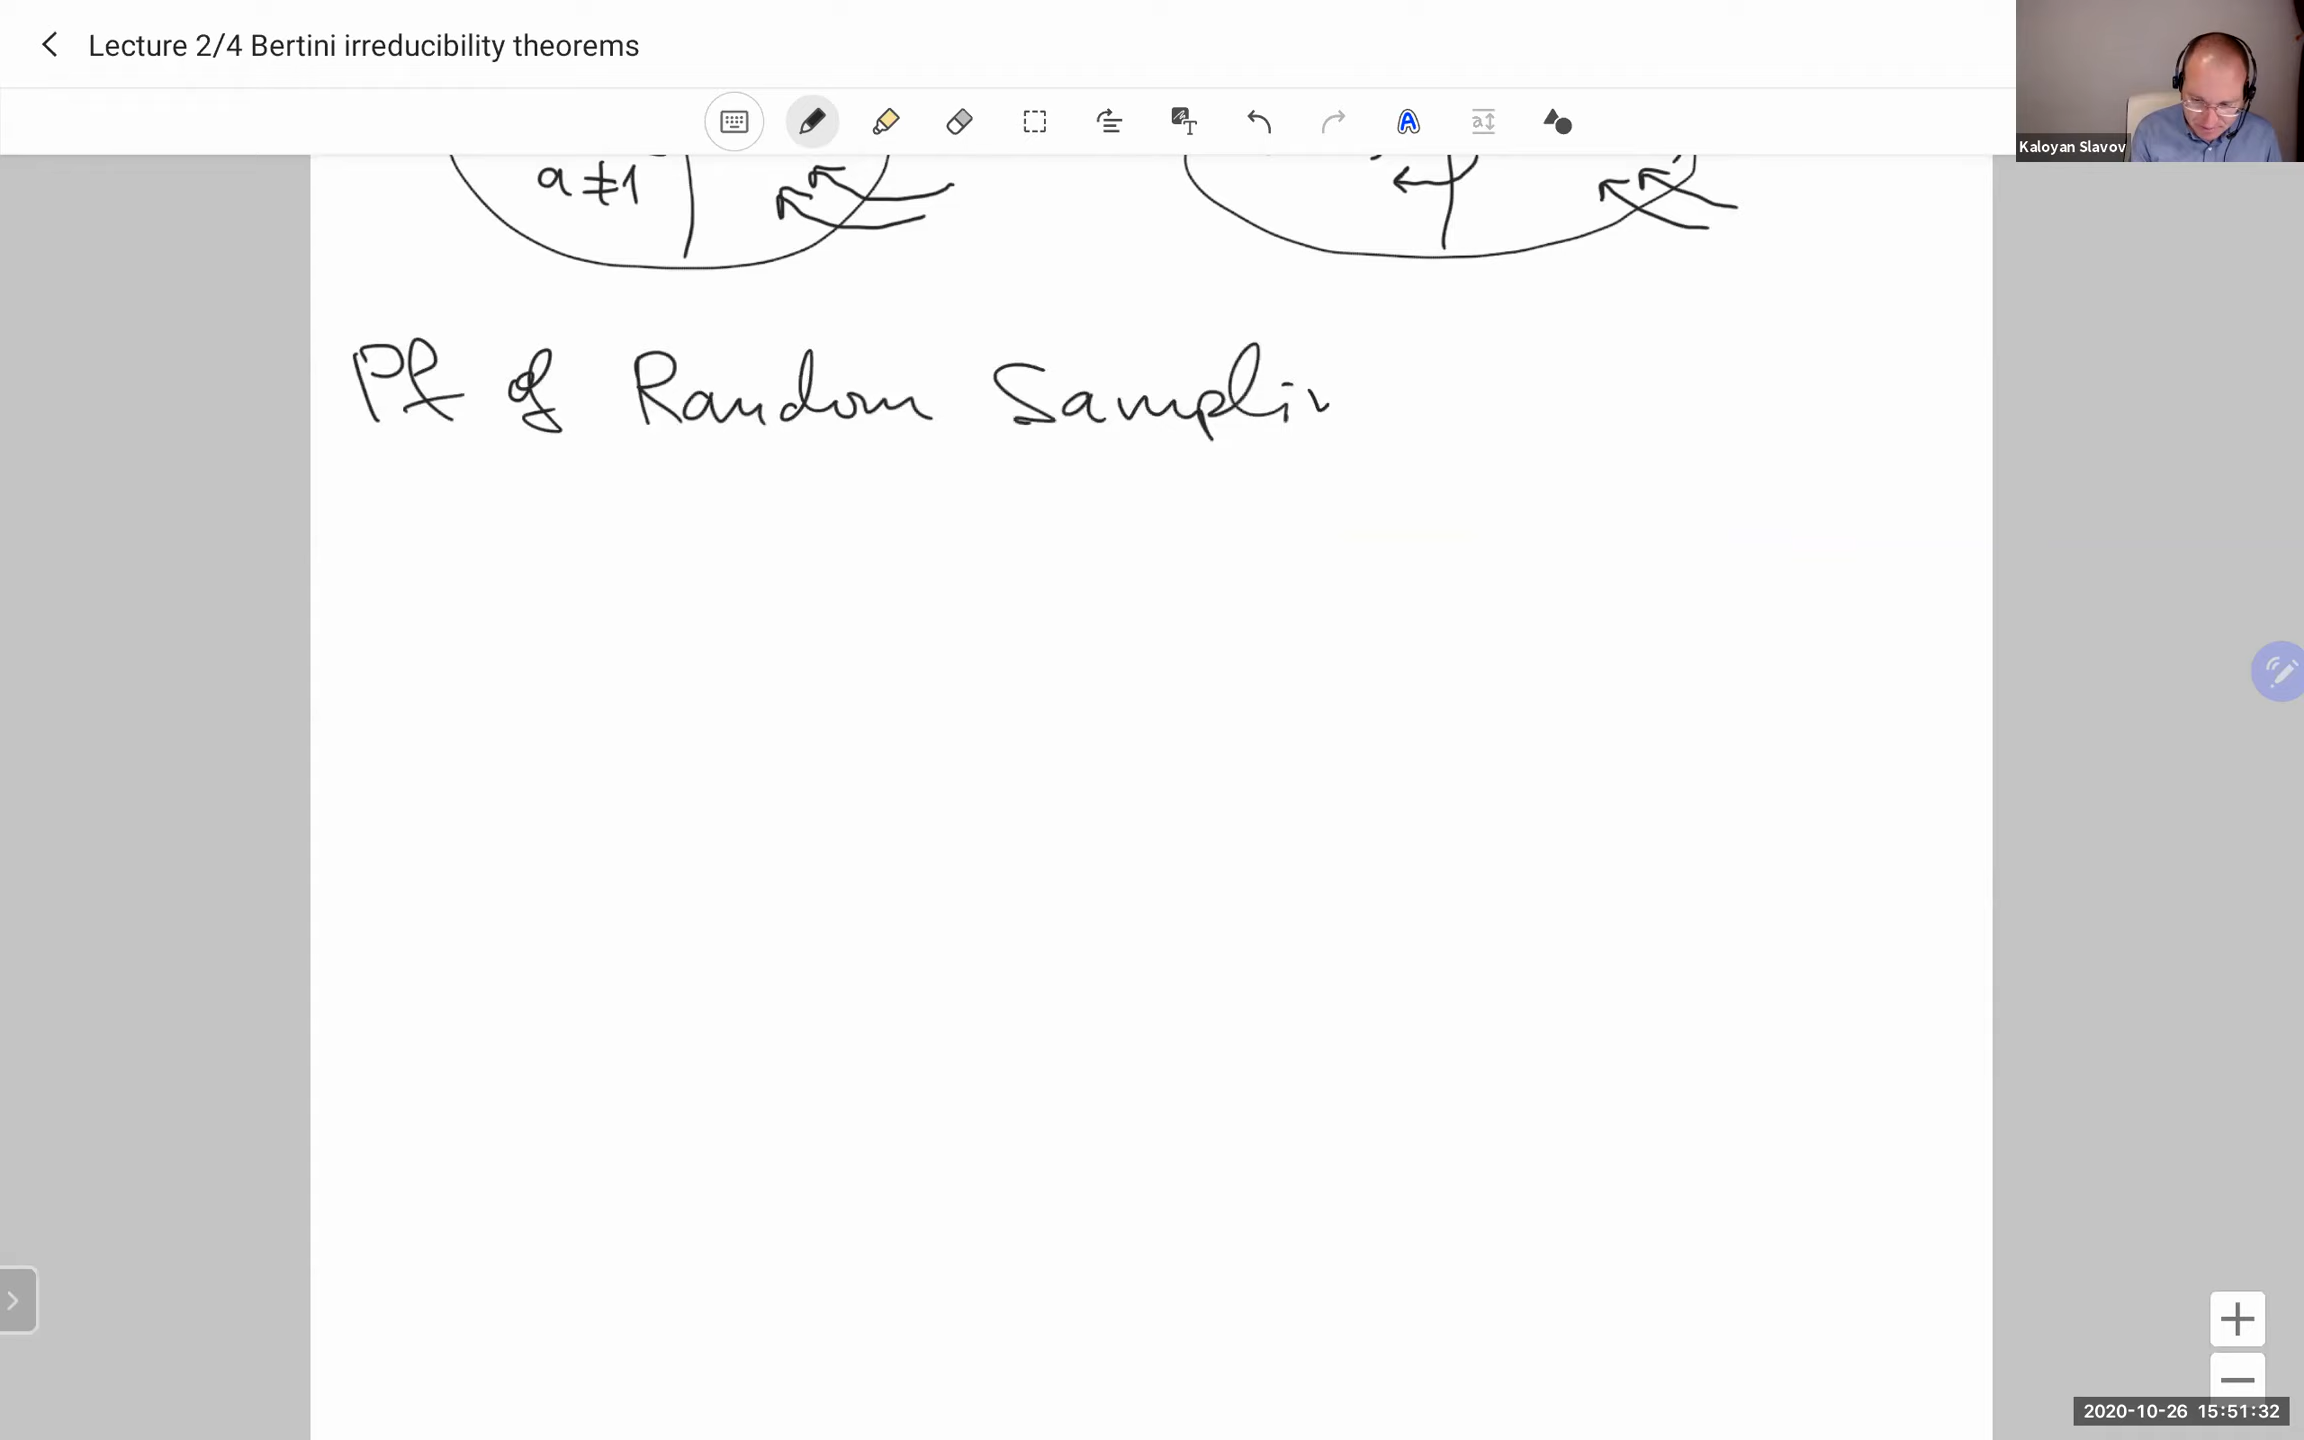 Lecture 2/4 Bertini irreducibility theorems
Kaloyan Slavov
a ≠ 1
Pf of Random Samplin
2020-10-26 15:51:32